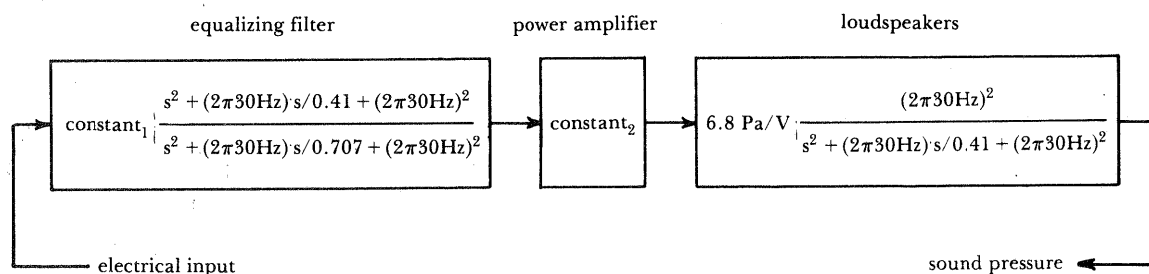 equalizing filter
power amplifier
loudspeakers
constant₁ s² + (2π30Hz)·s/0.41 + (2π30Hz)²
s² + (2π30Hz)·s/0.707 + (2π30Hz)²
constant₂
6.8 Pa/V (2π30Hz)²
s² + (2π30Hz)·s/0.41 + (2π30Hz)²
electrical input
sound pressure